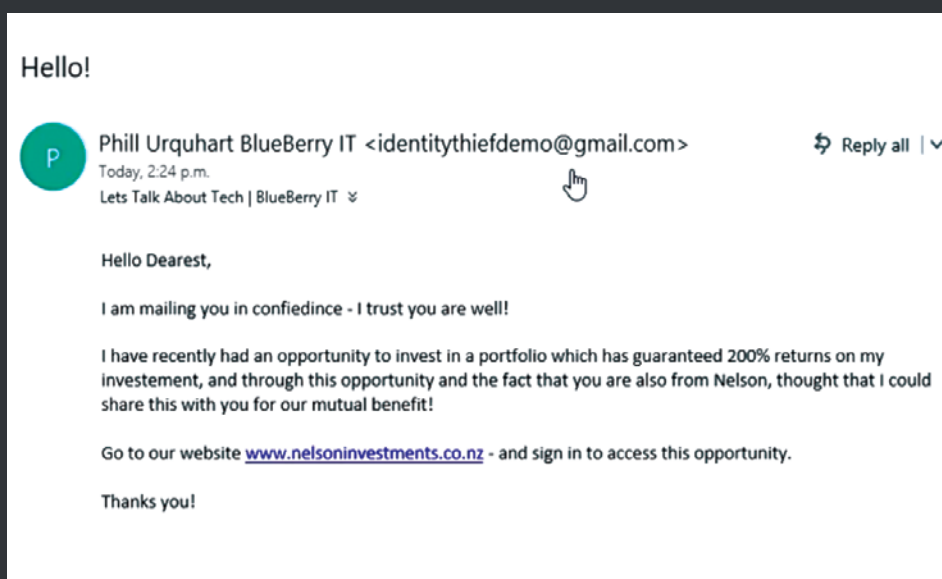 Hello!
P
Phill Urquhart BlueBerry IT <identitythiefdemo@gmail.com>
Reply all |
Today, 2:24 p.m.
Lets Talk About Tech | BlueBerry IT
Hello Dearest,
I am mailing you in confiedince - I trust you are well!
I have recently had an opportunity to invest in a portfolio which has guaranteed 200% returns on my
investement, and through this opportunity and the fact that you are also from Nelson, thought that I could
share this with you for our mutual benefit!
Go to our website www.nelsoninvestments.co.nz - and sign in to access this opportunity.
Thanks you!